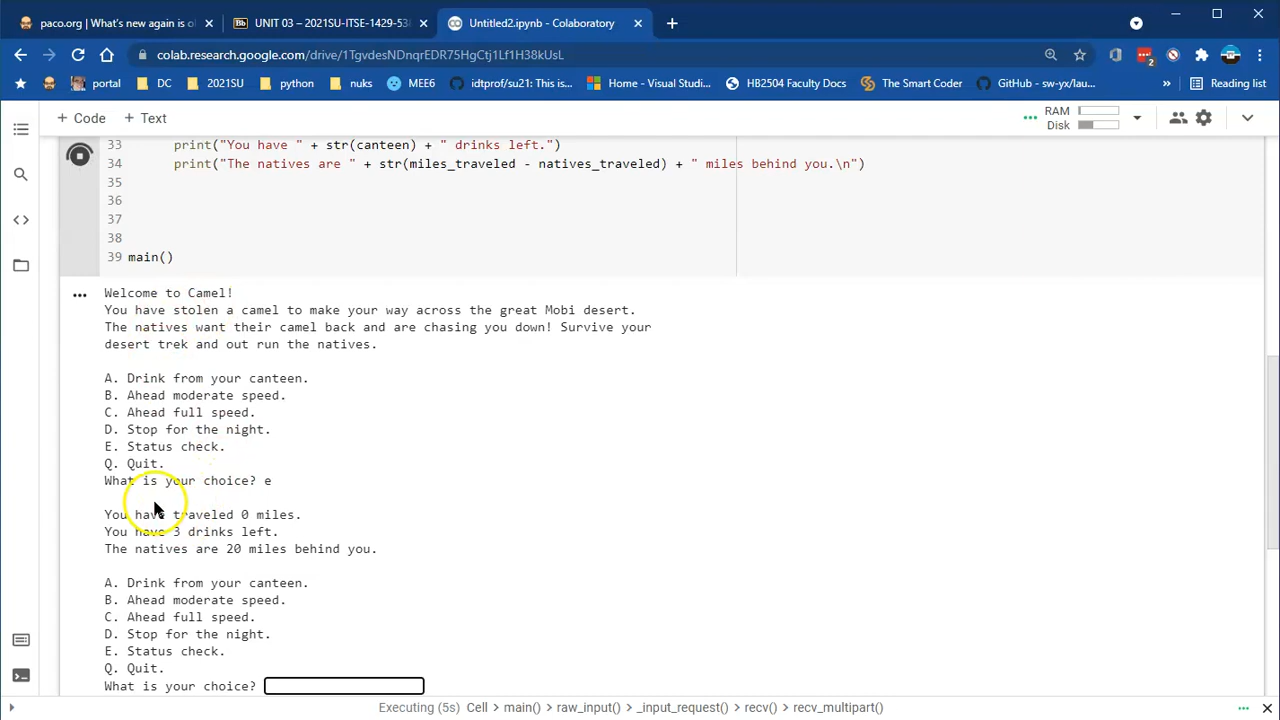 paco.org | What's new again is o
UNIT 03 – 2021SU-ITSE-1429-53
Untitled2.ipynb - Colaboratory
colab.research.google.com/drive/1TgvdesNDnqrEDR75HgCtj1Lf1H38kUsL
portal
DC
2021SU
python
nuks
MEE6
idtprof/su21: This is...
Home - Visual Studi...
HB2504 Faculty Docs
The Smart Coder
GitHub - sw-yx/lau...
»
Reading list
+ Code
+ Text
RAM
Disk
33 print("You have " + str(canteen) + " drinks left.")
34 print("The natives are " + str(miles_traveled - natives_traveled) + " miles behind you.\n")
35
36
37
38
39 main()
Welcome to Camel!
You have stolen a camel to make your way across the great Mobi desert.
The natives want their camel back and are chasing you down! Survive your
desert trek and out run the natives.
A. Drink from your canteen.
B. Ahead moderate speed.
C. Ahead full speed.
D. Stop for the night.
E. Status check.
Q. Quit.
What is your choice? e
You have traveled 0 miles.
You have 3 drinks left.
The natives are 20 miles behind you.
A. Drink from your canteen.
B. Ahead moderate speed.
C. Ahead full speed.
D. Stop for the night.
E. Status check.
Q. Quit.
What is your choice?
Executing (5s) Cell > main() > raw_input() > _input_request() > recv() > recv_multipart()